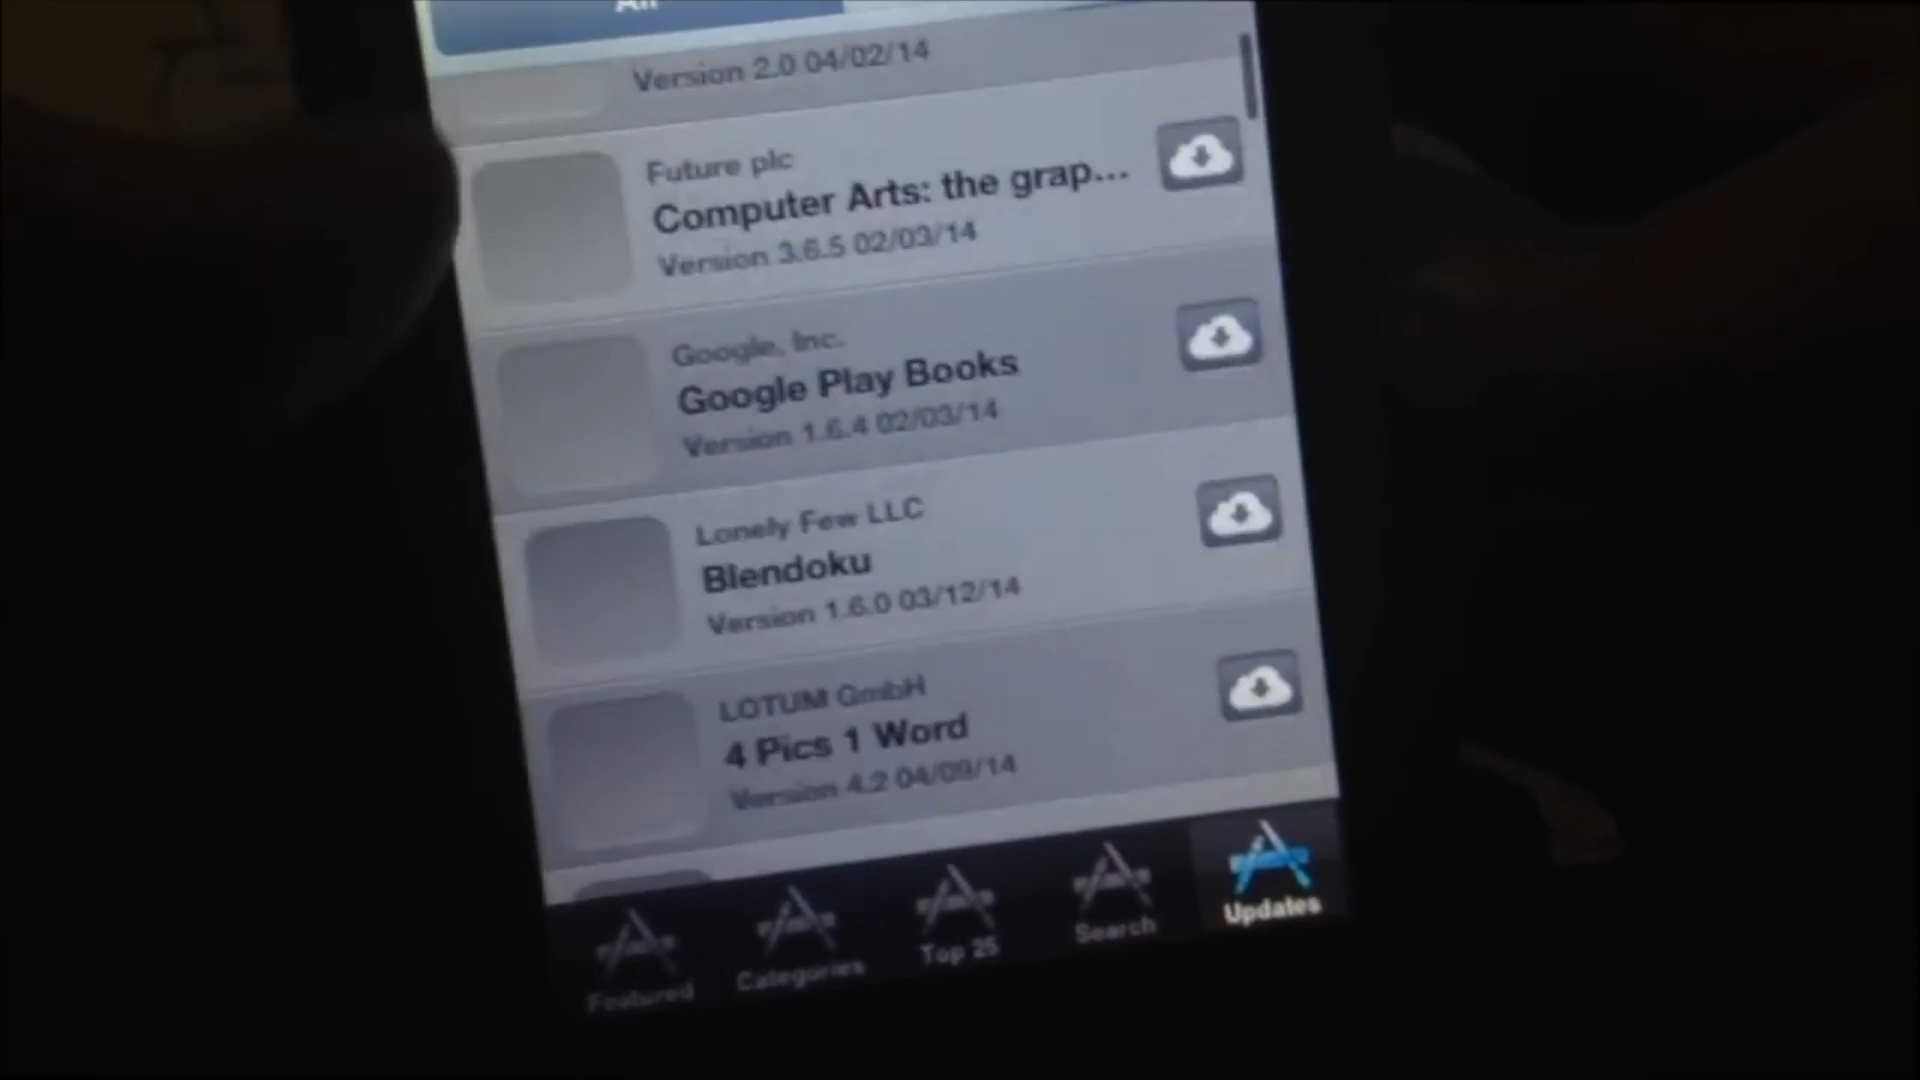 All
Version 2.0 04/02/14
Future plc
Computer Arts: the grap...
Version 3.6.5 02/03/14
Google, Inc.
Google Play Books
Version 1.6.4 02/03/14
Lonely Few LLC
Blendoku
Version 1.6.0 03/12/14
LOTUM GmbH
4 Pics 1 Word
Version 4.2 04/09/14
Featured
Categories
Top 25
Search
Updates